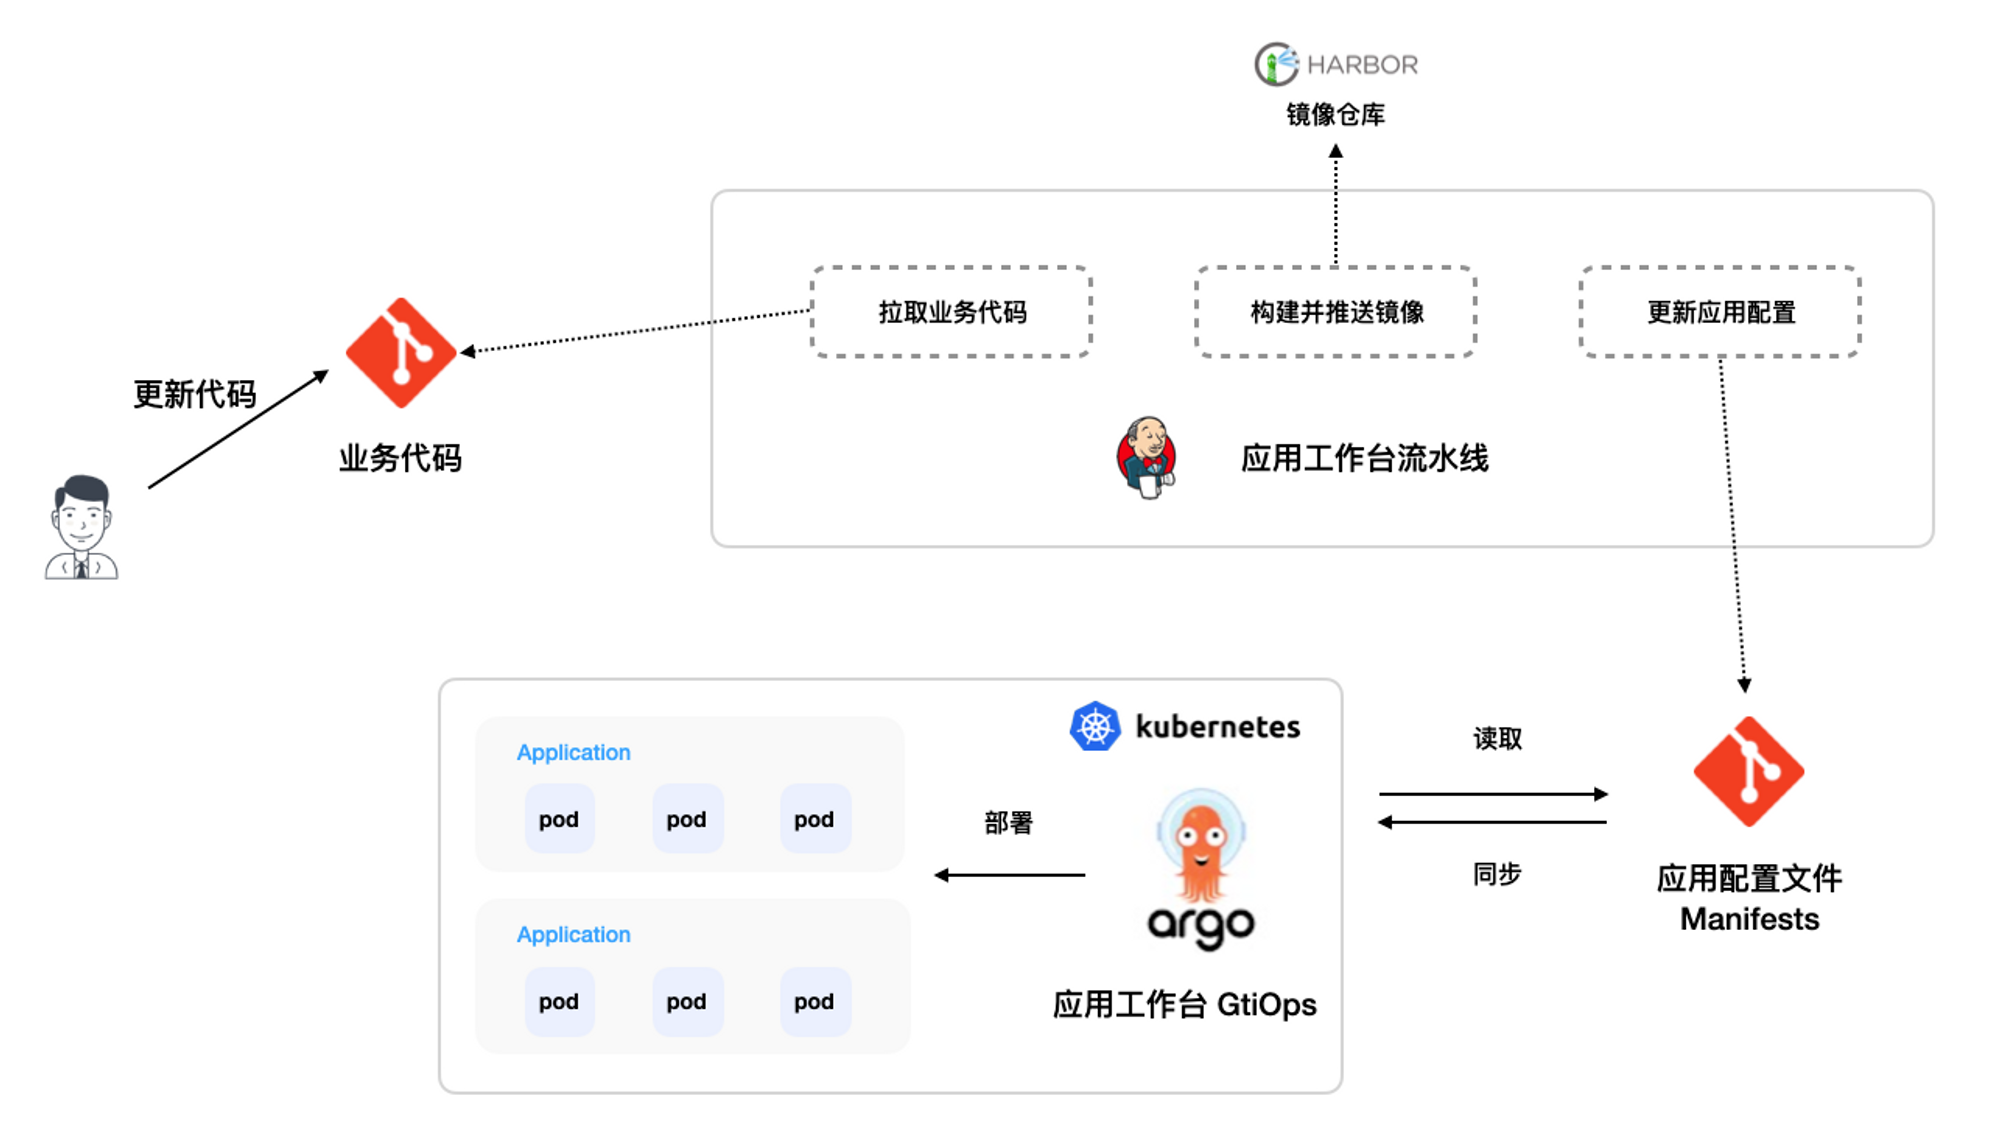 HARBOR
镜像仓库
拉取业务代码
构建并推送镜像
更新应用配置
更新代码
业务代码
应用工作台流水线
kubernetes
Application
pod
pod
pod
部署
argo
读取
同步
应用配置文件
Manifests
Application
pod
pod
pod
应用工作台 GtiOps